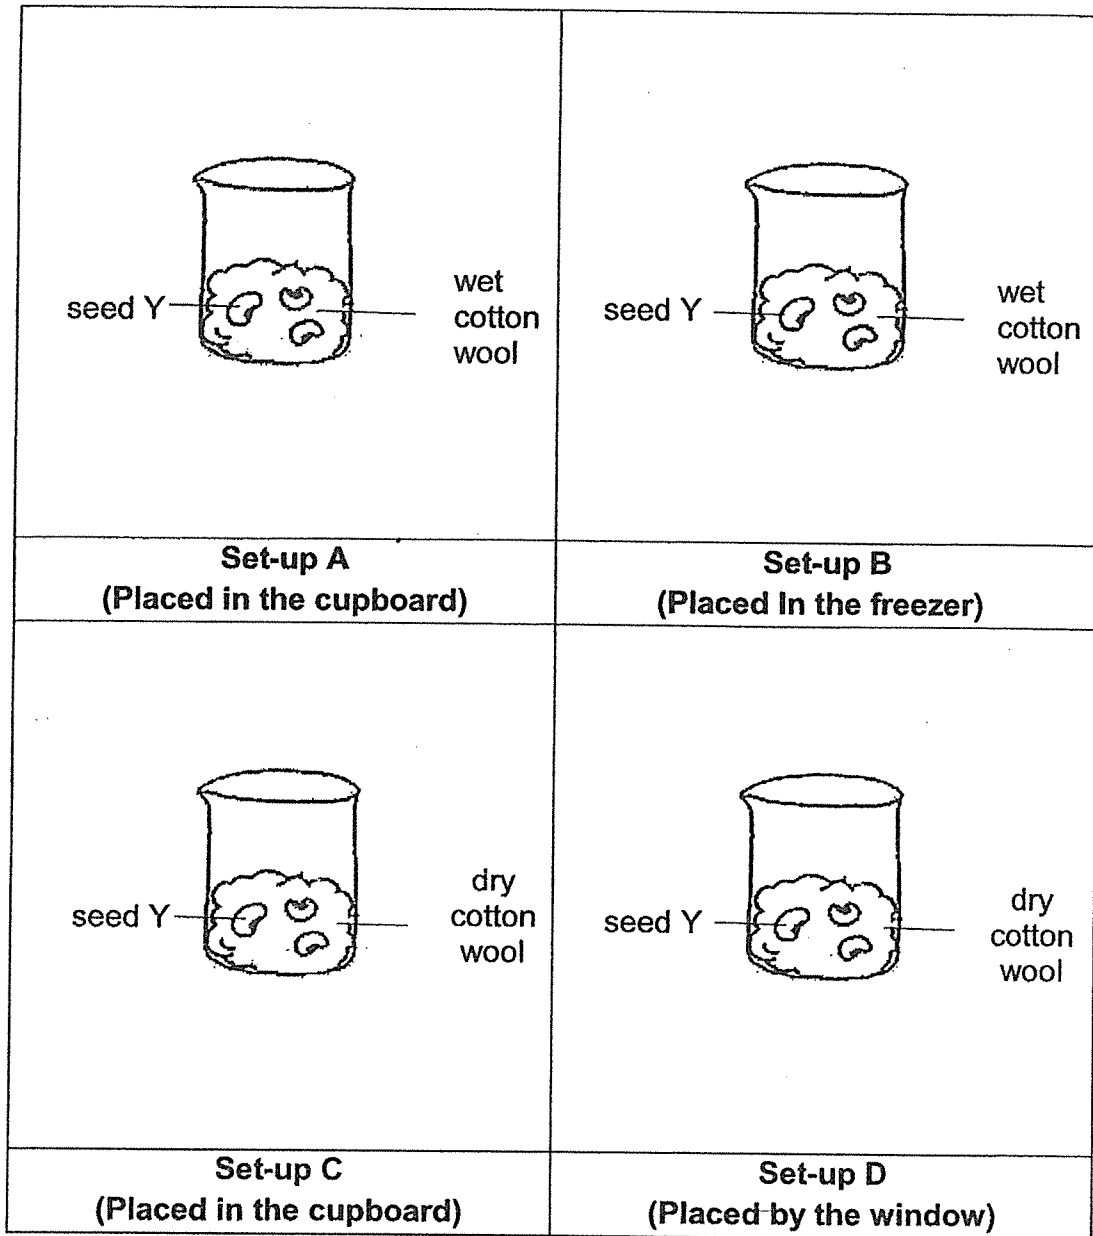 seed Y
wet
cotton
wool
seed Y
wet
cotton
wool
Set-up A
(Placed in the cupboard)
Set-up B
(Placed In the freezer)
seed Y
dry
cotton
wool
seed Y
dry
cotton
wool
Set-up C
(Placed in the cupboard)
Set-up D
(Placed by the window)